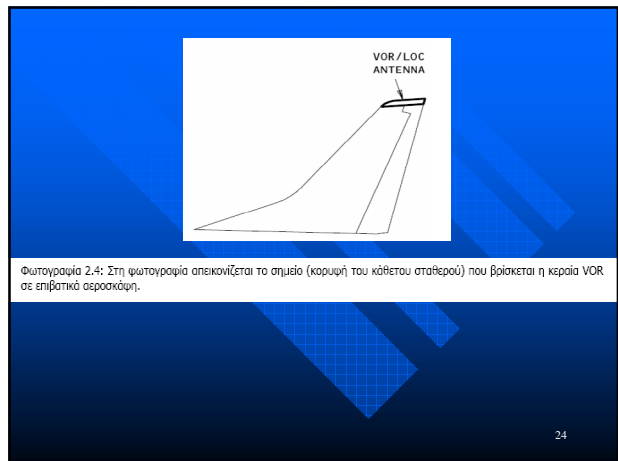 VOR/LOC
ANTENNA
Φωτογραφία 2.4: Στη φωτογραφία απεικονίζεται το σημείο (κορυφή του κάθετου σταθερού) που βρίσκεται η κεραία VOR
σε επιβατικά αεροσκάφη.
24